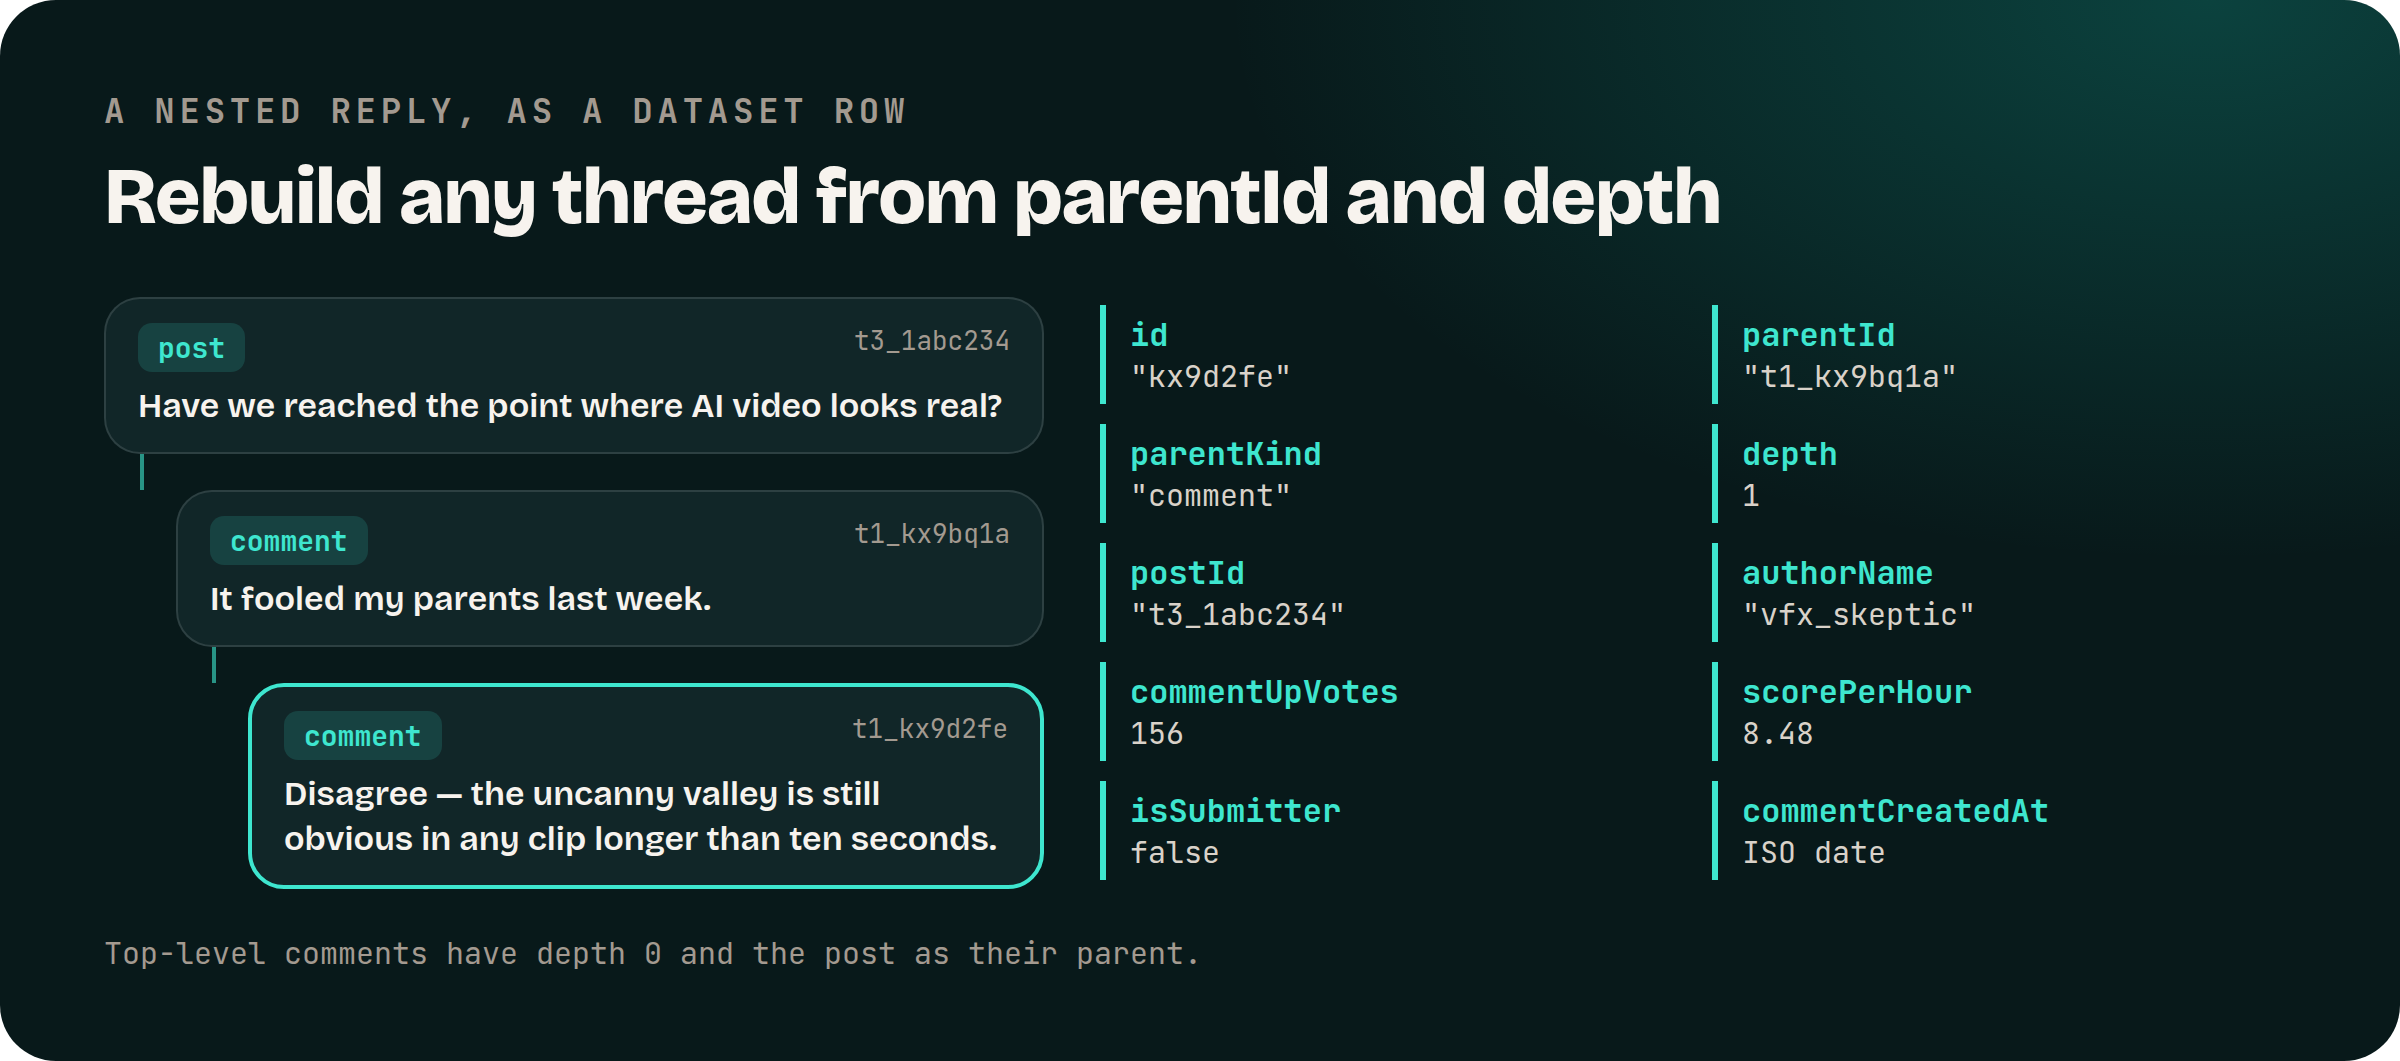 A NESTED REPLY, AS A DATASET ROW
Rebuild any thread from parentId and depth
post
t3_1abc234
Have we reached the point where AI video looks real?
comment
t1_kx9bq1a
It fooled my parents last week.
comment
t1_kx9d2fe
Disagree — the uncanny valley is still
obvious in any clip longer than ten seconds.
id
"kx9d2fe"
parentId
"t1_kx9bq1a"
parentKind
"comment"
depth
1
postId
"t3_1abc234"
authorName
"vfx_skeptic"
commentUpVotes
156
scorePerHour
8.48
isSubmitter
false
commentCreatedAt
ISO date
Top-level comments have depth 0 and the post as their parent.